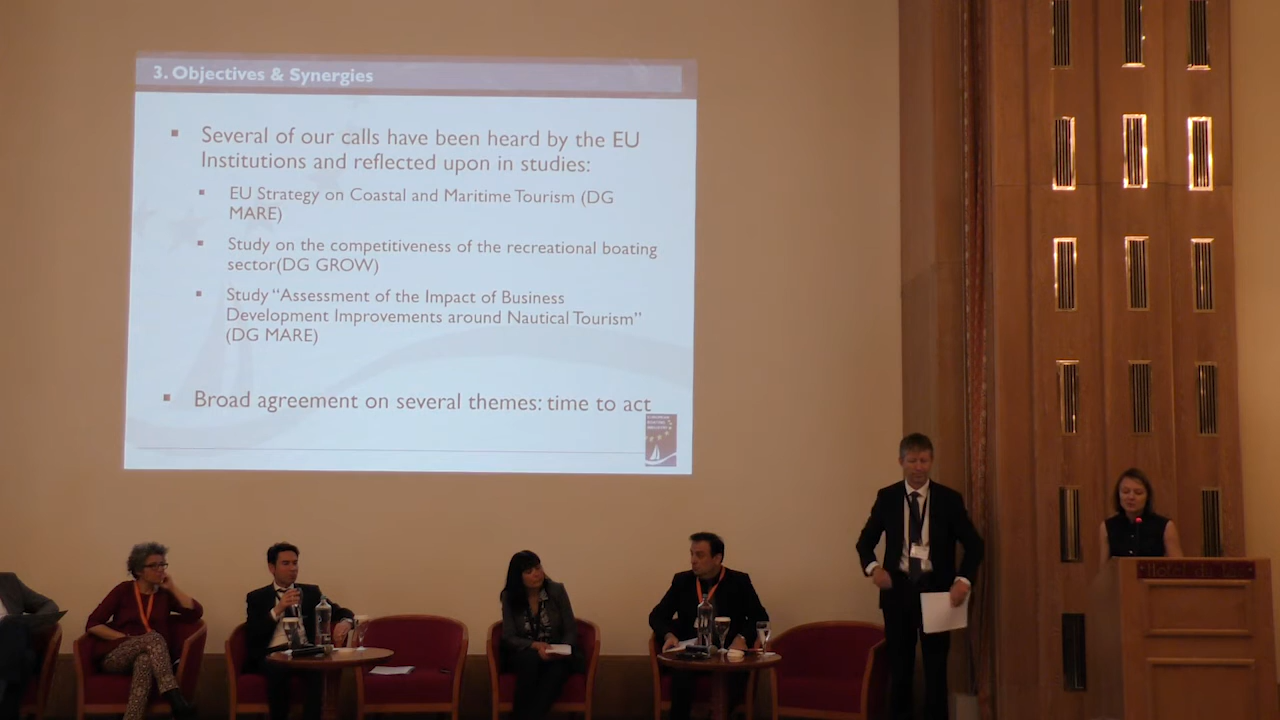 3. Objectives & Synergies
▪ Several of our calls have been heard by the EU
Institutions and reflected upon in studies:
▪ EU Strategy on Coastal and Maritime Tourism (DG
MARE)
▪ Study on the competitiveness of the recreational boating
sector(DG GROW)
▪ Study “Assessment of the Impact of Business
Development Improvements around Nautical Tourism”
(DG MARE)
▪ Broad agreement on several themes: time to act